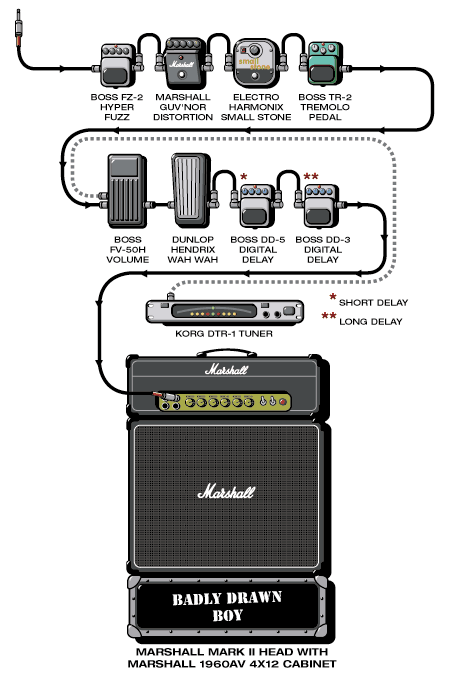 Marshall
small
stone
BOSS FZ-2
HYPER
FUZZ
MARSHALL
GUV'NOR
DISTORTION
ELECTRO
HARMONIX
SMALL STONE
BOSS TR-2
TREMOLO
PEDAL
*
**
BOSS
FV-50H
VOLUME
DUNLOP
HENDRIX
WAH WAH
BOSS DD-5
DIGITAL
DELAY
BOSS DD-3
DIGITAL
DELAY
* SHORT DELAY
** LONG DELAY
KORG DTR-1 TUNER
Marshall
Marshall
BADLY DRAWN
BOY
MARSHALL MARK II HEAD WITH
MARSHALL 1960AV 4X12 CABINET